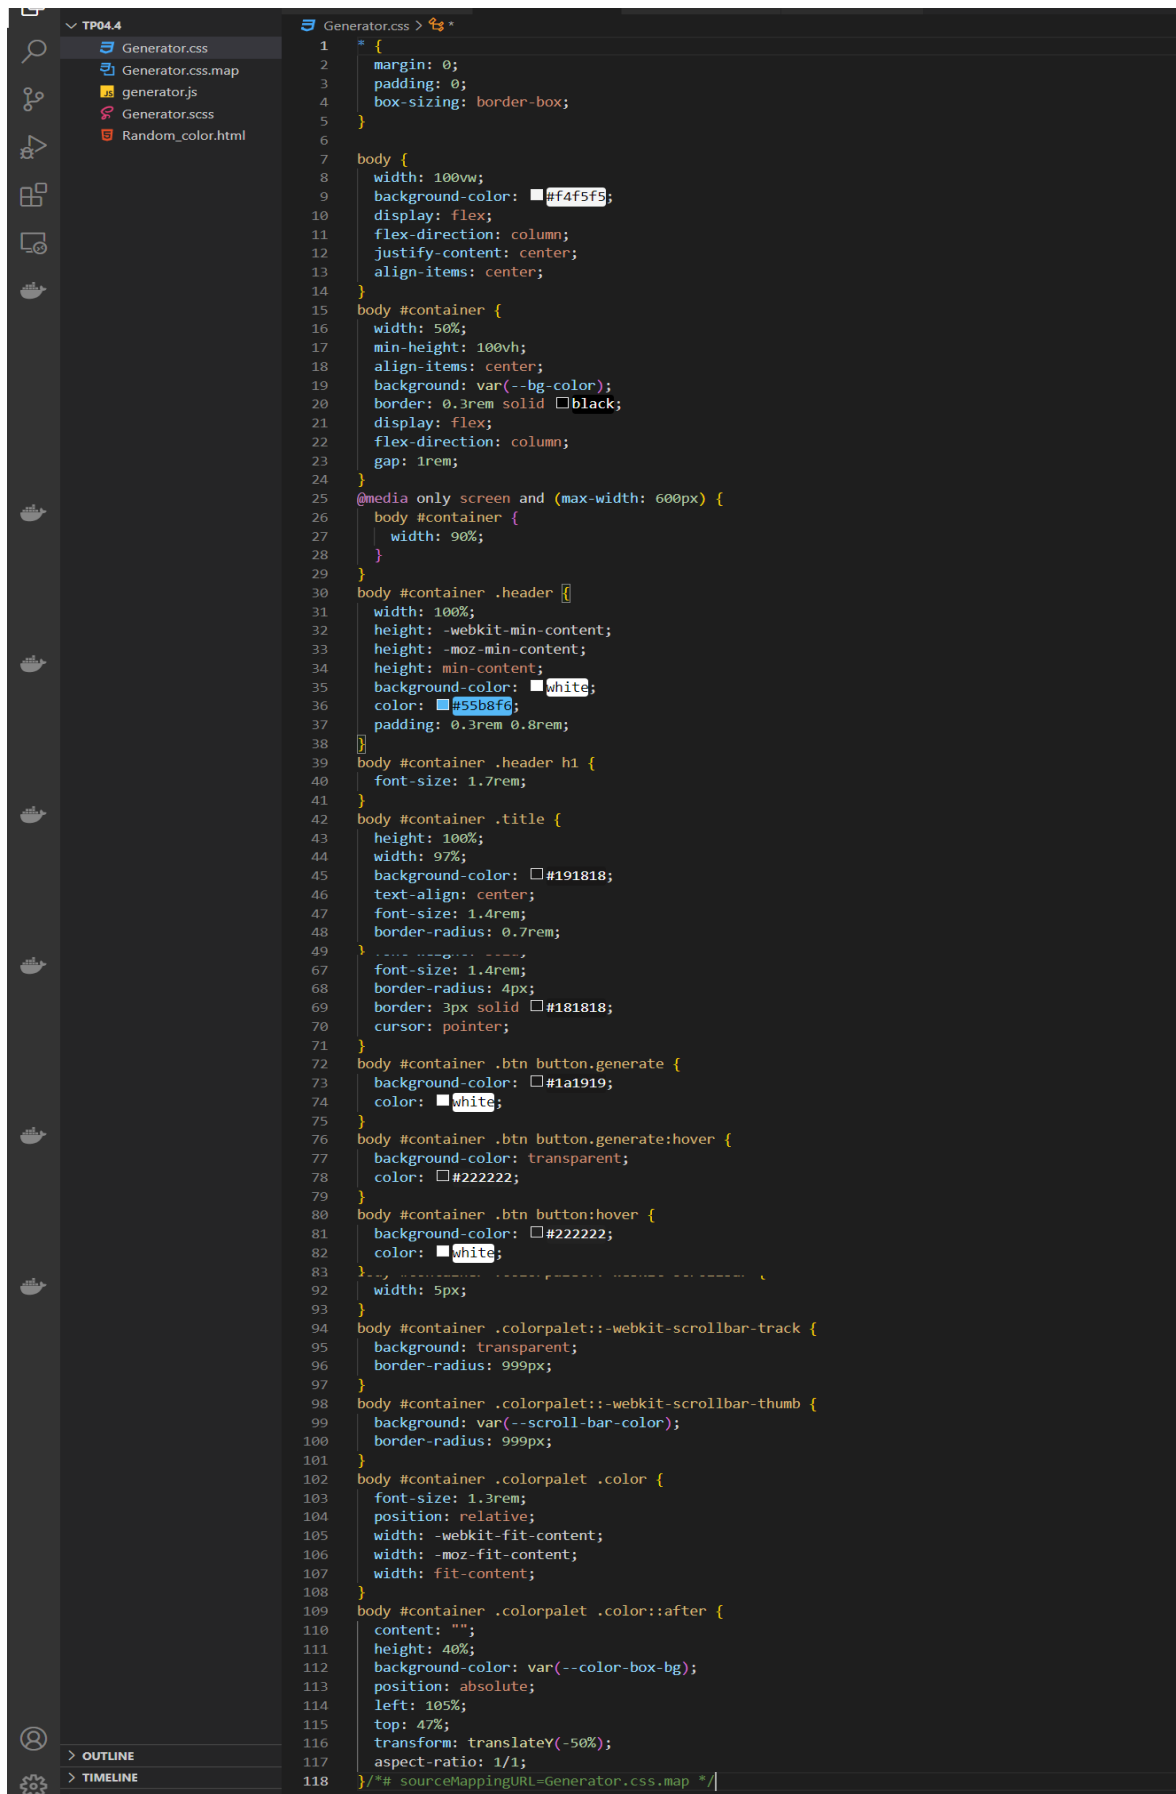 TP04.4
Generator.css
Generator.css.map
JS generator.js
Generator.scss
Random_color.html
OUTLINE
TIMELINE
Generator.css > *
1 * {
2 margin: 0;
3 padding: 0;
4 box-sizing: border-box;
5 }
6
7 body {
8 width: 100vw;
9 background-color: #f4f5f5;
10 display: flex;
11 flex-direction: column;
12 justify-content: center;
13 align-items: center;
14 }
15 body #container {
16 width: 50%;
17 min-height: 100vh;
18 align-items: center;
19 background: var(--bg-color);
20 border: 0.3rem solid black;
21 display: flex;
22 flex-direction: column;
23 gap: 1rem;
24 }
25 @media only screen and (max-width: 600px) {
26 body #container {
27 width: 90%;
28 }
29 }
30 body #container .header {
31 width: 100%;
32 height: -webkit-min-content;
33 height: -moz-min-content;
34 height: min-content;
35 background-color: white;
36 color: #55b8f6;
37 padding: 0.3rem 0.8rem;
38 }
39 body #container .header h1 {
40 font-size: 1.7rem;
41 }
42 body #container .title {
43 height: 100%;
44 width: 97%;
45 background-color: #191818;
46 text-align: center;
47 font-size: 1.4rem;
48 border-radius: 0.7rem;
49 }
67 font-size: 1.4rem;
68 border-radius: 4px;
69 border: 3px solid #181818;
70 cursor: pointer;
71 }
72 body #container .btn button.generate {
73 background-color: #1a1919;
74 color: white;
75 }
76 body #container .btn button.generate:hover {
77 background-color: transparent;
78 color: #222222;
79 }
80 body #container .btn button:hover {
81 background-color: #222222;
82 color: white;
83 }
92 width: 5px;
93 }
94 body #container .colorpalet::-webkit-scrollbar-track {
95 background: transparent;
96 border-radius: 999px;
97 }
98 body #container .colorpalet::-webkit-scrollbar-thumb {
99 background: var(--scroll-bar-color);
100 border-radius: 999px;
101 }
102 body #container .colorpalet .color {
103 font-size: 1.3rem;
104 position: relative;
105 width: -webkit-fit-content;
106 width: -moz-fit-content;
107 width: fit-content;
108 }
109 body #container .colorpalet .color::after {
110 content: "";
111 height: 40%;
112 background-color: var(--color-box-bg);
113 position: absolute;
114 left: 105%;
115 top: 47%;
116 transform: translateY(-50%);
117 aspect-ratio: 1/1;
118 }/*# sourceMappingURL=Generator.css.map */